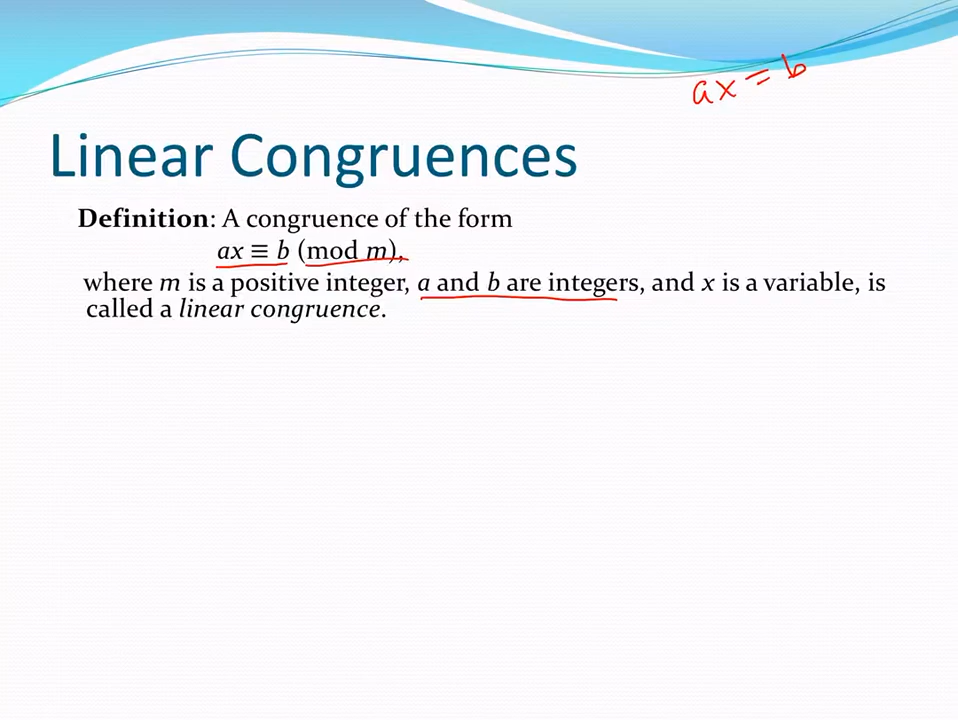 ax = b
Linear Congruences
Definition: A congruence of the form
ax ≡ b (mod m),
where m is a positive integer, a and b are integers, and x is a variable, is
called a linear congruence.